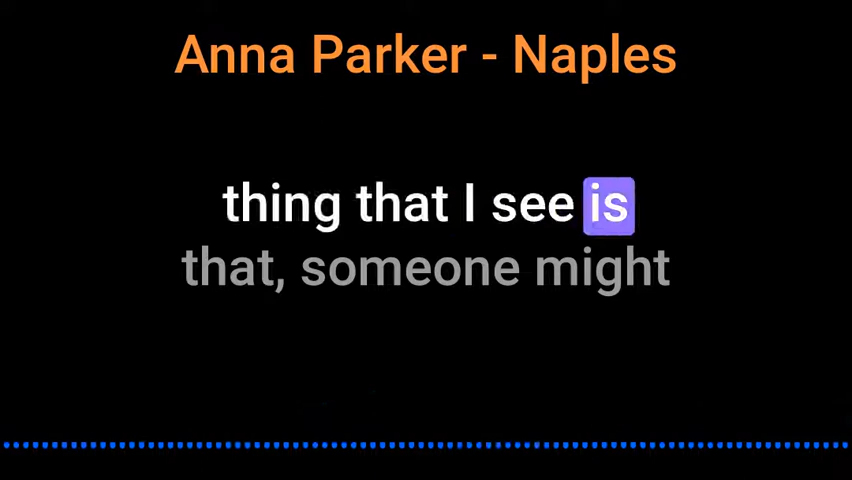 Anna Parker - Naples
thing that I see is
that, someone might